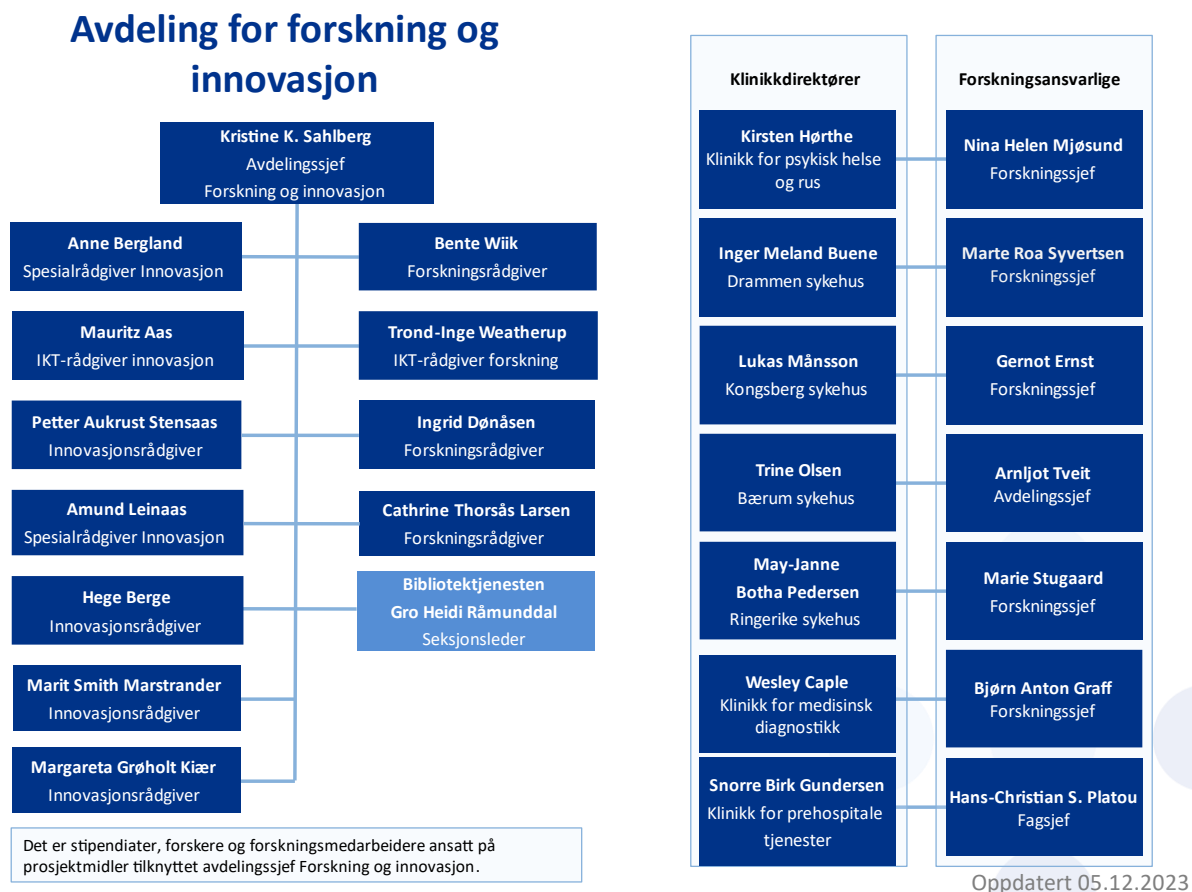 Avdeling for forskning og
innovasjon
Kristine K. Sahlberg
Avdelingssjef
Forskning og innovasjon
Anne Bergland
Spesialrådgiver Innovasjon
Bente Wiik
Forskningsrådgiver
Mauritz Aas
IKT-rådgiver innovasjon
Trond-Inge Weatherup
IKT-rådgiver forskning
Petter Aukrust Stensaas
Innovasjonsrådgiver
Ingrid Dønåsen
Forskningsrådgiver
Amund Leinaas
Spesialrådgiver Innovasjon
Cathrine Thorsås Larsen
Forskningsrådgiver
Hege Berge
Innovasjonsrådgiver
Bibliotektjenesten
Gro Heidi Råmunddal
Seksjonsleder
Marit Smith Marstrander
Innovasjonsrådgiver
Margareta Grøholt Kiær
Innovasjonsrådgiver
Det er stipendiater, forskere og forskningsmedarbeidere ansatt på
prosjektmidler tilknyttet avdelingssjef Forskning og innovasjon.
Klinikkdirektører
Forskningsansvarlige
Kirsten Hørthe
Klinikk for psykisk helse
og rus
Nina Helen Mjøsund
Forskningssjef
Inger Meland Buene
Drammen sykehus
Marte Roa Syvertsen
Forskningssjef
Lukas Månsson
Kongsberg sykehus
Gernot Ernst
Forskningssjef
Trine Olsen
Bærum sykehus
Arnljot Tveit
Avdelingssjef
May-Janne
Botha Pedersen
Ringerike sykehus
Marie Stugaard
Forskningssjef
Wesley Caple
Klinikk for medisinsk
diagnostikk
Bjørn Anton Graff
Forskningssjef
Snorre Birk Gundersen
Klinikk for prehospitale
tjenester
Hans-Christian S. Platou
Fagsjef
Oppdatert 05.12.2023